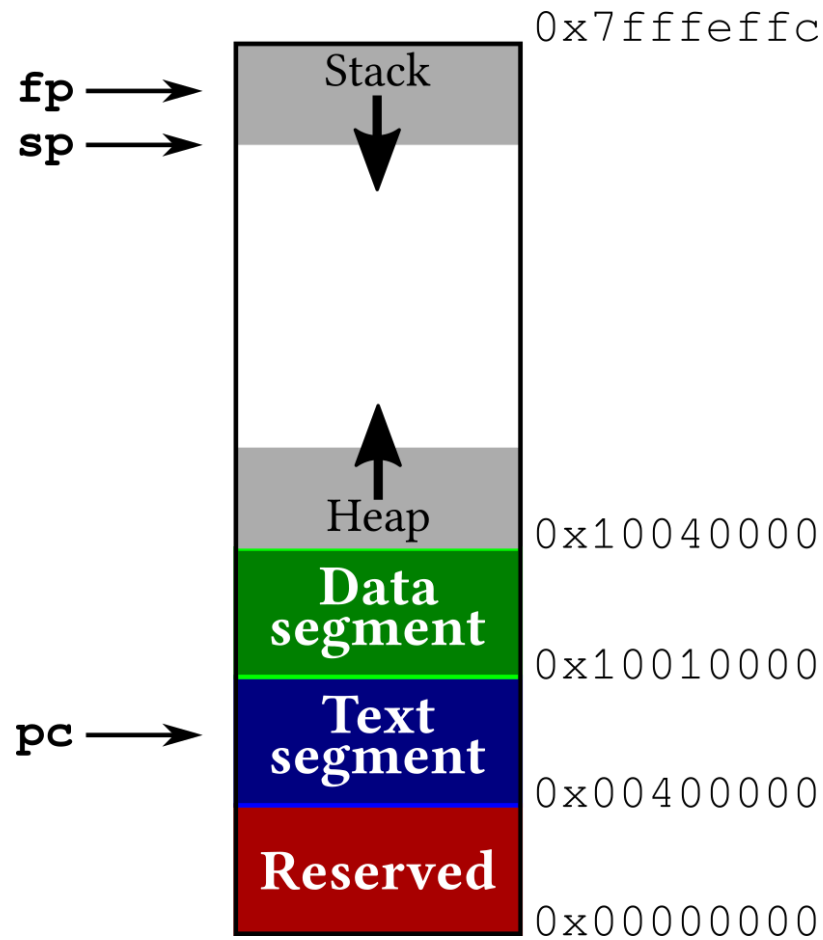 0x7fffeffc
Stack
fp
sp
Heap
0x10040000
Data
segment
0x10010000
Text
segment
pc
0x00400000
Reserved
0x00000000